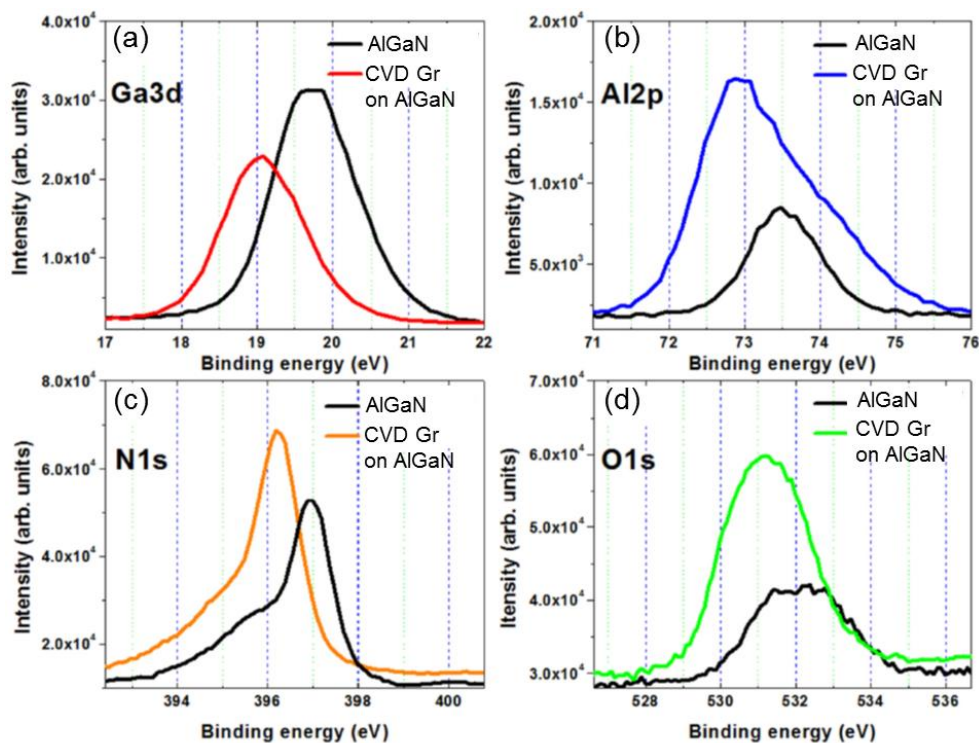 (a)
Ga3d
AlGaN
CVD Gr
on AlGaN
Intensity (arb. units)
4.0x10⁴
3.0x10⁴
2.0x10⁴
1.0x10⁴
17 18 19 20 21 22
Binding energy (eV)
(b)
Al2p
AlGaN
CVD Gr
on AlGaN
Intensity (arb. units)
2.0x10⁴
1.5x10⁴
1.0x10⁴
5.0x10³
71 72 73 74 75 76
Binding energy (eV)
(c)
N1s
AlGaN
CVD Gr
on AlGaN
Intensity (arb. units)
8.0x10⁴
6.0x10⁴
4.0x10⁴
2.0x10⁴
394 396 398 400
Binding energy (eV)
(d)
O1s
AlGaN
CVD Gr
on AlGaN
Itensity (arb. units)
7.0x10⁴
6.0x10⁴
5.0x10⁴
4.0x10⁴
3.0x10⁴
528 530 532 534 536
Binding energy (eV)